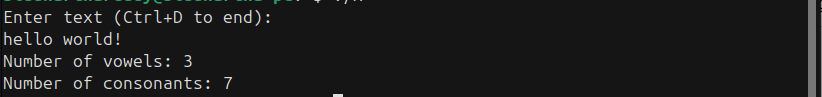 Enter text (Ctrl+D to end):
hello world!
Number of vowels: 3
Number of consonants: 7